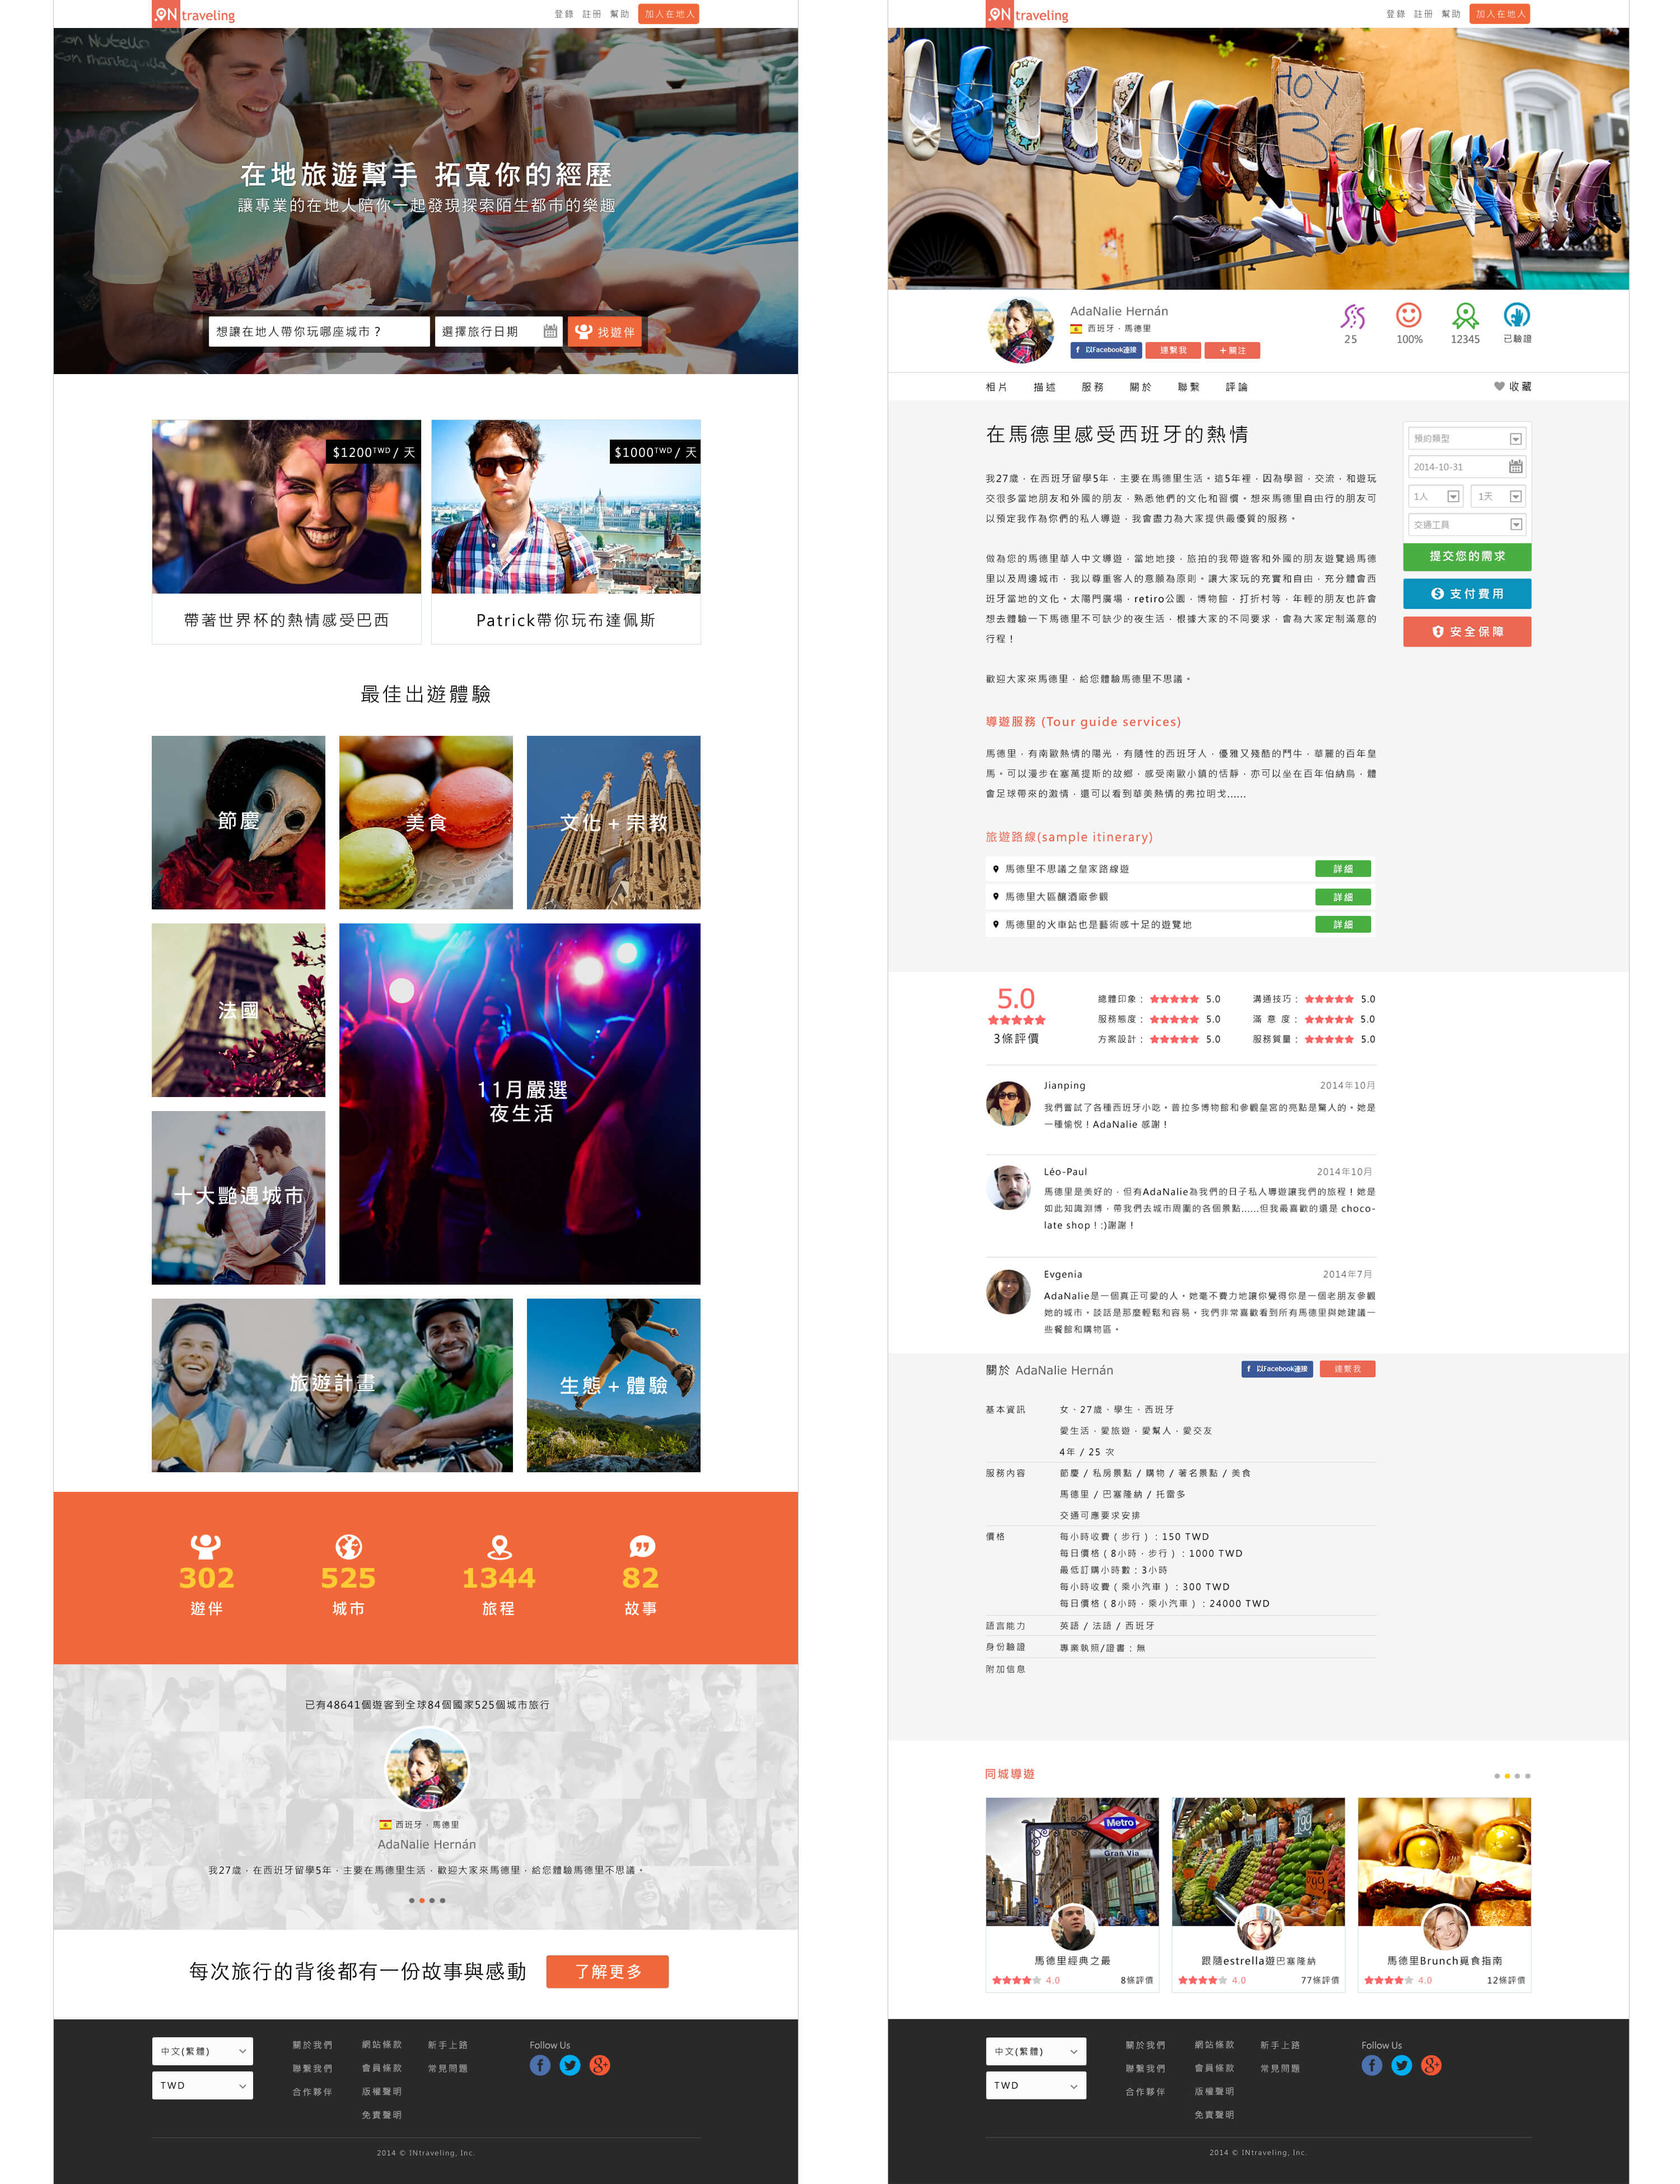 IN traveling
登錄 註冊 幫助 加入在地人
在地旅遊幫手 拓寬你的經歷
讓專業的在地人陪你一起發現探索陌生都市的樂趣
想讓在地人帶你玩哪座城市？
選擇旅行日期
找遊伴
$1200TWD / 天
$1000TWD / 天
帶著世界杯的熱情感受巴西
Patrick帶你玩布達佩斯
最佳出遊體驗
節慶
美食
文化 + 宗教
法國
11月嚴選
夜生活
十大艷遇城市
旅遊計畫
生態 + 體驗
302
525
1344
82
遊伴
城市
旅程
故事
已有48641個遊客到全球84個國家525個城市旅行
西班牙 · 馬德里
AdaNalie Hernán
我27歲，在西班牙留學5年，主要在馬德里生活，歡迎大家來馬德里，給您體驗馬德里不思議。
每次旅行的背後都有一份故事與感動
了解更多
中文(繁體)
TWD
關於我們
聯繫我們
合作夥伴
網站條款
會員條款
版權聲明
免責聲明
新手上路
常見問題
Follow Us
2014 © INtraveling, Inc.
IN traveling
登錄 註冊 幫助 加入在地人
HOY
3€
AdaNalie Hernán
西班牙 · 馬德里
以Facebook連接
連繫我
+關注
25
100%
12345
已驗證
相片 描述 服務 關於 聯繫 評論
收藏
在馬德里感受西班牙的熱情
我27歲，在西班牙留學5年，主要在馬德里生活。這5年裡，因為學習，交流，和遊玩
交很多當地朋友和外國的朋友，熟悉他們的文化和習慣。想來馬德里自由行的朋友可
以預定我作為你們的私人導遊，我會盡力為大家提供最優質的服務。
做為您的馬德里華人中文導遊，當地地接，旅拍的我帶遊客和外國的朋友遊覽過馬德
里以及周邊城市，我以尊重客人的意願為原則。讓大家玩的充實和自由，充分體會西
班牙當地的文化。太陽門廣場，retiro公園，博物館，打折村等，年輕的朋友也許會
想去體驗一下馬德里不可缺少的夜生活，根據大家的不同要求，會為大家定制滿意的
行程！
歡迎大家來馬德里，給您體驗馬德里不思議。
預約類型
2014-10-31
1人
1天
交通工具
提交您的需求
支付費用
安全保障
導遊服務 (Tour guide services)
馬德里，有南歐熱情的陽光，有隨性的西班牙人，優雅又殘酷的鬥牛，華麗的百年皇
馬。可以漫步在塞萬提斯的故鄉，感受南歐小鎮的恬靜，亦可以坐在百年伯納烏，體
會足球帶來的激情，還可以看到華美熱情的弗拉明戈……
旅遊路線(sample itinerary)
馬德里不思議之皇家路線遊 詳細
馬德里大區釀酒廠參觀 詳細
馬德里的火車站也是藝術感十足的遊覽地 詳細
5.0
3條評價
總體印象： 5.0
服務態度： 5.0
方案設計： 5.0
溝通技巧： 5.0
滿 意 度： 5.0
服務質量： 5.0
Jianping 2014年10月
我們嘗試了各種西班牙小吃。普拉多博物館和參觀皇宮的亮點是驚人的。她是
一種愉悅！AdaNalie 感謝！
Léo-Paul 2014年10月
馬德里是美好的，但有AdaNalie為我們的日子私人導遊讓我們的旅程！她是
如此知識淵博，帶我們去城市周圍的各個景點……但我最喜歡的還是 choco-
late shop！:)謝謝！
Evgenia 2014年7月
AdaNalie是一個真正可愛的人。她毫不費力地讓你覺得你是一個老朋友參觀
她的城市。談話是那麼輕鬆和容易。我們非常喜歡看到所有馬德里與她建議一
些餐館和購物區。
關於 AdaNalie Hernán
以Facebook連接
連繫我
基本資訊
女、27歲、學生、西班牙
愛生活，愛旅遊，愛幫人，愛交友
4年 / 25 次
服務內容
節慶 / 私房景點 / 購物 / 著名景點 / 美食
馬德里 / 巴塞隆納 / 托雷多
交通可應要求安排
價格
每小時收費（步行）：150 TWD
每日價格（8小時，步行）：1000 TWD
最低訂購小時數：3小時
每小時收費（乘小汽車）：300 TWD
每日價格（8小時，乘小汽車）：24000 TWD
語言能力
英語 / 法語 / 西班牙
身份驗證
專業執照/證書：無
附加信息
同城導遊
Metro
Gran Via
馬德里經典之最
4.0 8條評價
跟隨estrella遊巴塞隆納
4.0 77條評價
馬德里Brunch覓食指南
4.0 12條評價
中文(繁體)
TWD
關於我們
聯繫我們
合作夥伴
網站條款
會員條款
版權聲明
免責聲明
新手上路
常見問題
Follow Us
2014 © INtraveling, Inc.